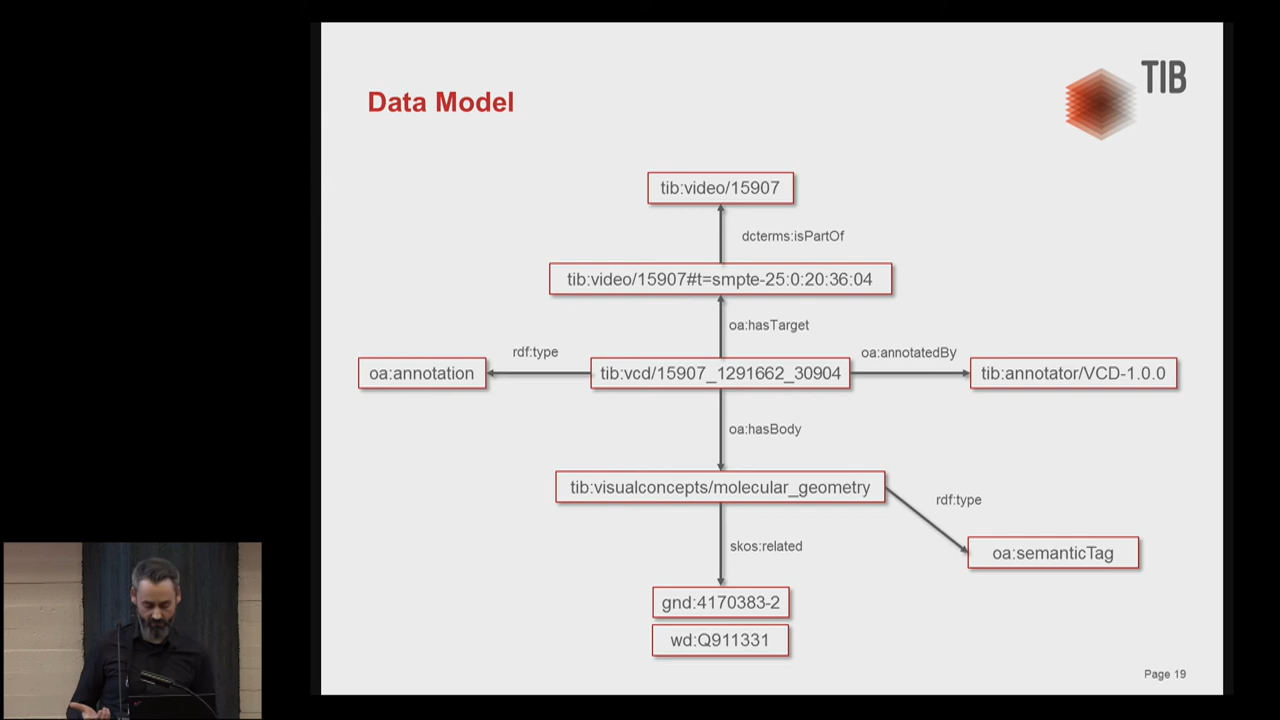 TIB
Data Model
tib:video/15907
dcterms:isPartOf
tib:video/15907#t=smpte-25:0:20:36:04
oa:hasTarget
rdf:type
oa:annotatedBy
oa:annotation
tib:vcd/15907_1291662_30904
tib:annotator/VCD-1.0.0
oa:hasBody
tib:visualconcepts/molecular_geometry
rdf:type
skos:related
oa:semanticTag
gnd:4170383-2
wd:Q911331
Page 19